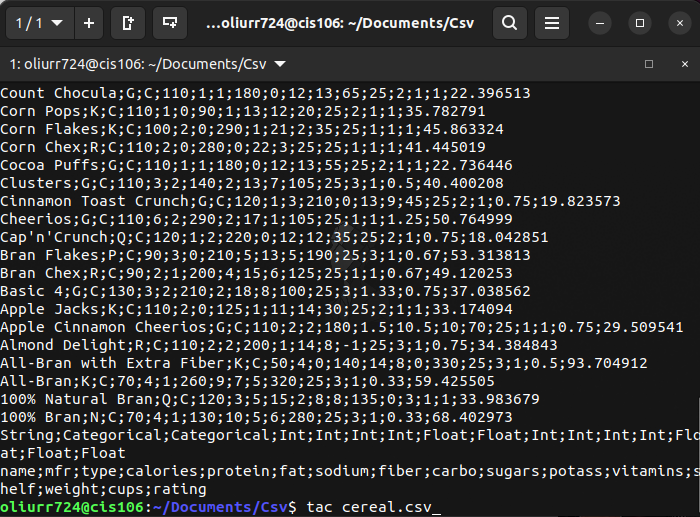 1 / 1
...oliurr724@cis106: ~/Documents/Csv
1: oliurr724@cis106: ~/Documents/Csv
Count Chocula;G;C;110;1;1;180;0;12;13;65;25;2;1;1;22.396513
Corn Pops;K;C;110;1;0;90;1;13;12;20;25;2;1;1;35.782791
Corn Flakes;K;C;100;2;0;290;1;21;2;35;25;1;1;1;45.863324
Corn Chex;R;C;110;2;0;280;0;22;3;25;25;1;1;1;41.445019
Cocoa Puffs;G;C;110;1;1;180;0;12;13;55;25;2;1;1;22.736446
Clusters;G;C;110;3;2;140;2;13;7;105;25;3;1;0.5;40.400208
Cinnamon Toast Crunch;G;C;120;1;3;210;0;13;9;45;25;2;1;0.75;19.823573
Cheerios;G;C;110;6;2;290;2;17;1;105;25;1;1;1.25;50.764999
Cap'n'Crunch;Q;C;120;1;2;220;0;12;12;35;25;2;1;0.75;18.042851
Bran Flakes;P;C;90;3;0;210;5;13;5;190;25;3;1;0.67;53.313813
Bran Chex;R;C;90;2;1;200;4;15;6;125;25;1;1;0.67;49.120253
Basic 4;G;C;130;3;2;210;2;18;8;100;25;3;1.33;0.75;37.038562
Apple Jacks;K;C;110;2;0;125;1;11;14;30;25;2;1;1;33.174094
Apple Cinnamon Cheerios;G;C;110;2;2;180;1.5;10.5;10;70;25;1;1;0.75;29.509541
Almond Delight;R;C;110;2;2;200;1;14;8;-1;25;3;1;0.75;34.384843
All-Bran with Extra Fiber;K;C;50;4;0;140;14;8;0;330;25;3;1;0.5;93.704912
All-Bran;K;C;70;4;1;260;9;7;5;320;25;3;1;0.33;59.425505
100% Natural Bran;Q;C;120;3;5;15;2;8;8;135;0;3;1;1;33.983679
100% Bran;N;C;70;4;1;130;10;5;6;280;25;3;1;0.33;68.402973
String;Categorical;Categorical;Int;Int;Int;Int;Float;Float;Int;Int;Int;Int;Flo
at;Float;Float
name;mfr;type;calories;protein;fat;sodium;fiber;carbo;sugars;potass;vitamins;s
helf;weight;cups;rating
oliurr724@cis106:~/Documents/Csv$ tac cereal.csv